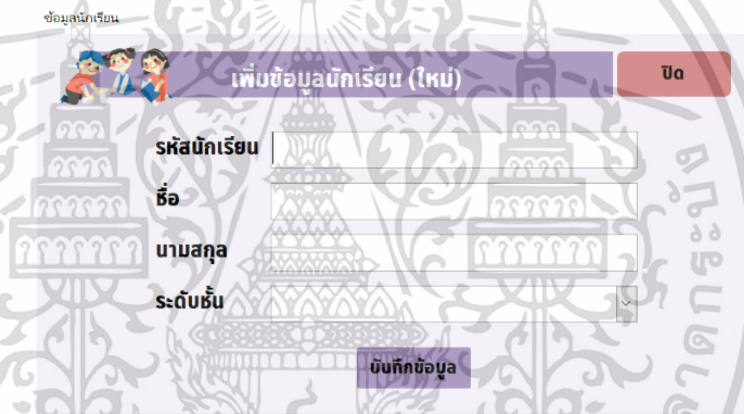 ข้อมูลนักเรียน
เพิ่มข้อมูลนักเรียน (ใหม่)
ปิด
รหัสนักเรียน
ชื่อ
นามสกุล
ระดับชั้น
บันทึกข้อมูล